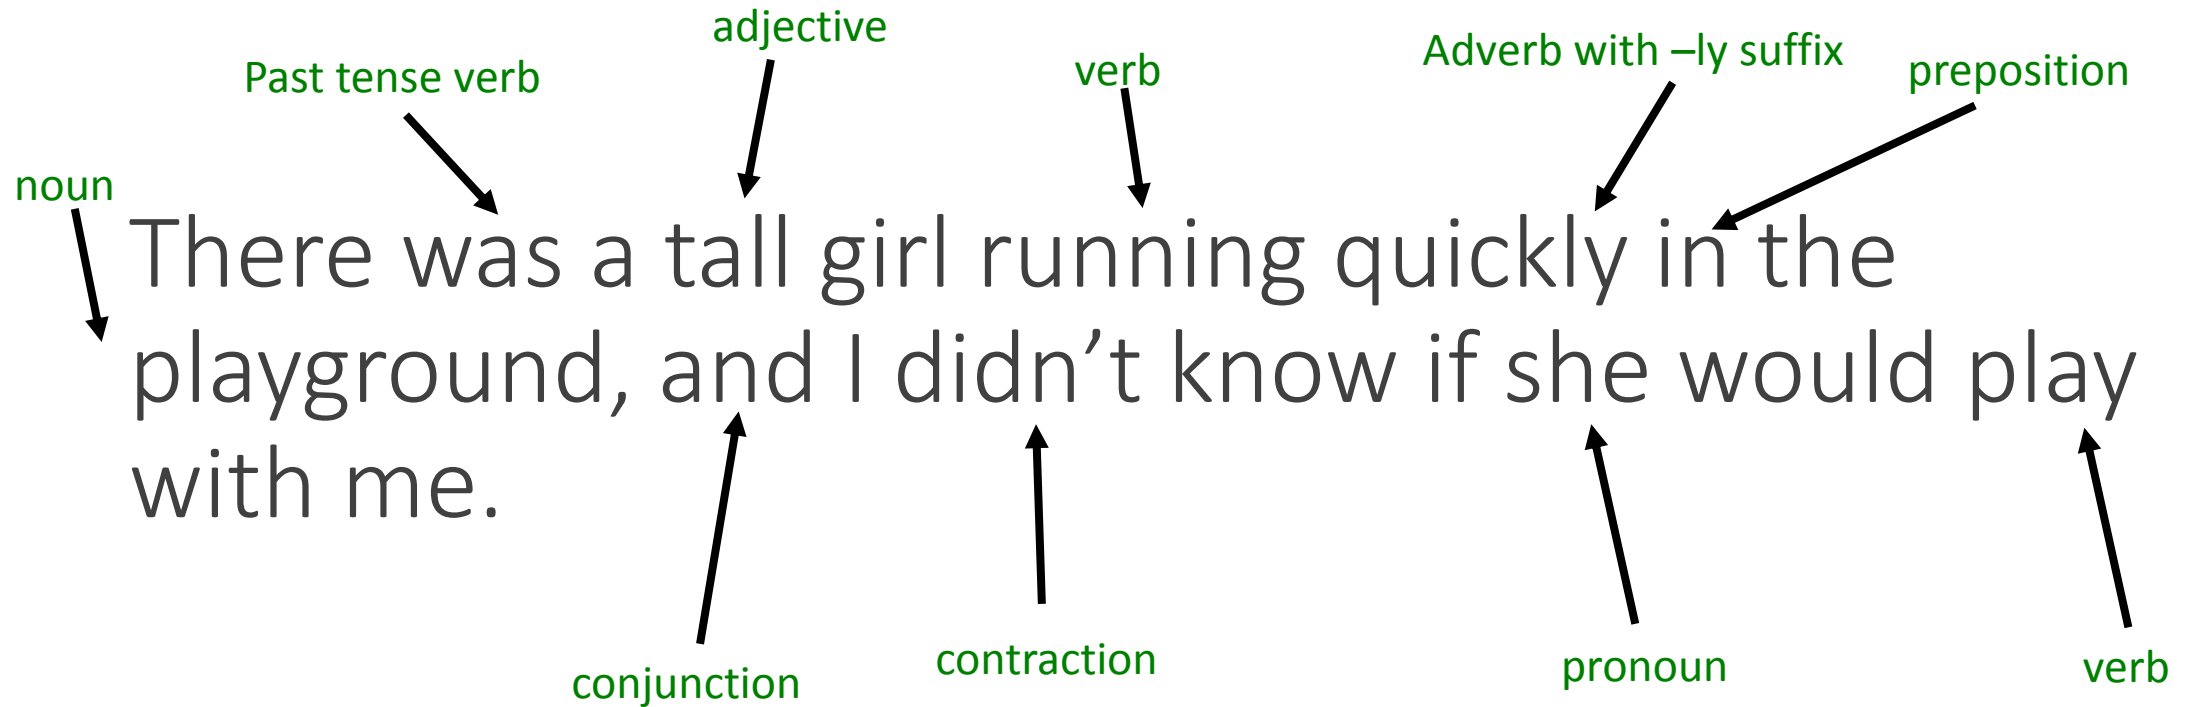 adjective
Past tense verb
verb
Adverb with –ly suffix
preposition
noun
There was a tall girl running quickly in the
playground, and I didn’t know if she would play
with me.
conjunction
contraction
pronoun
verb